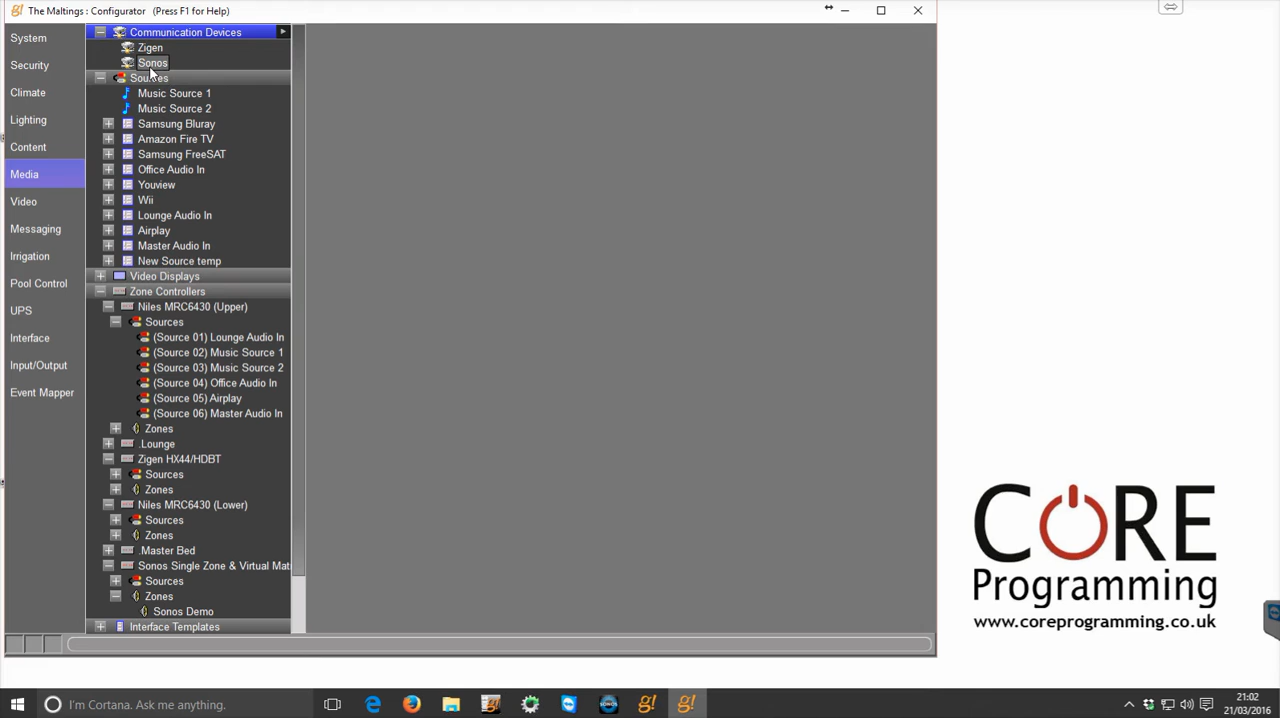 The Maltings : Configurator (Press F1 for Help)
System
Security
Climate
Lighting
Content
Media
Video
Messaging
Irrigation
Pool Control
UPS
Interface
Input/Output
Event Mapper
Communication Devices
Zigen
Sonos
Sources
Music Source 1
Music Source 2
Samsung Bluray
Amazon Fire TV
Samsung FreeSAT
Office Audio In
Youview
Wii
Lounge Audio In
Airplay
Master Audio In
New Source temp
Video Displays
Zone Controllers
Niles MRC6430 (Upper)
Sources
(Source 01) Lounge Audio In
(Source 02) Music Source 1
(Source 03) Music Source 2
(Source 04) Office Audio In
(Source 05) Airplay
(Source 06) Master Audio In
Zones
.Lounge
Zigen HX44/HDBT
Sources
Zones
Niles MRC6430 (Lower)
Sources
Zones
.Master Bed
Sonos Single Zone & Virtual Mat
Sources
Zones
Sonos Demo
Interface Templates
CORE
Programming
www.coreprogramming.co.uk
I'm Cortana. Ask me anything.
SONOS
g!
g!
21:02
21/03/2016